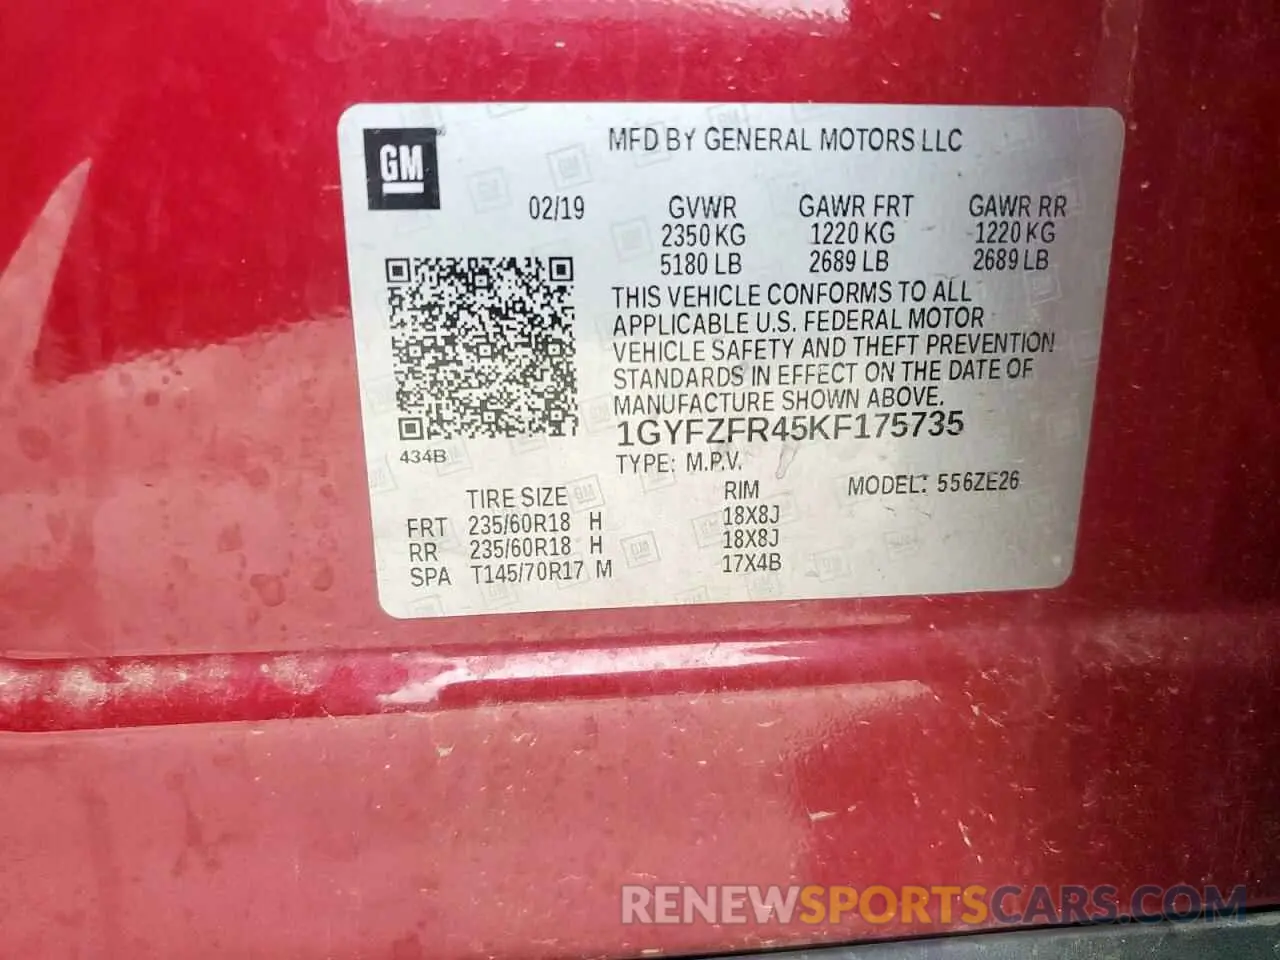 GM
MFD BY GENERAL MOTORS LLC
02/19 GVWR GAWR FRT GAWR RR
2350 KG 1220 KG 1220 KG
5180 LB 2689 LB 2689 LB
THIS VEHICLE CONFORMS TO ALL
APPLICABLE U.S. FEDERAL MOTOR
VEHICLE SAFETY AND THEFT PREVENTION
STANDARDS IN EFFECT ON THE DATE OF
MANUFACTURE SHOWN ABOVE.
1GYFZFR45KF175735
434B
TYPE: M.P.V.
MODEL: 556ZE26
TIRE SIZE RIM
FRT 235/60R18 H 18X8J
RR 235/60R18 H 18X8J
SPA T145/70R17 M 17X4B
RENEWSPORTSCARS.COM